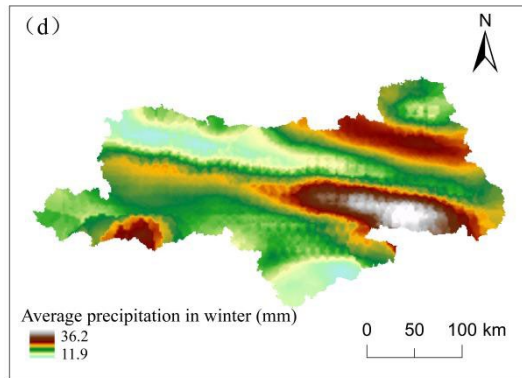 (d)
N
Average precipitation in winter (mm)
36.2
11.9
0 50 100 km